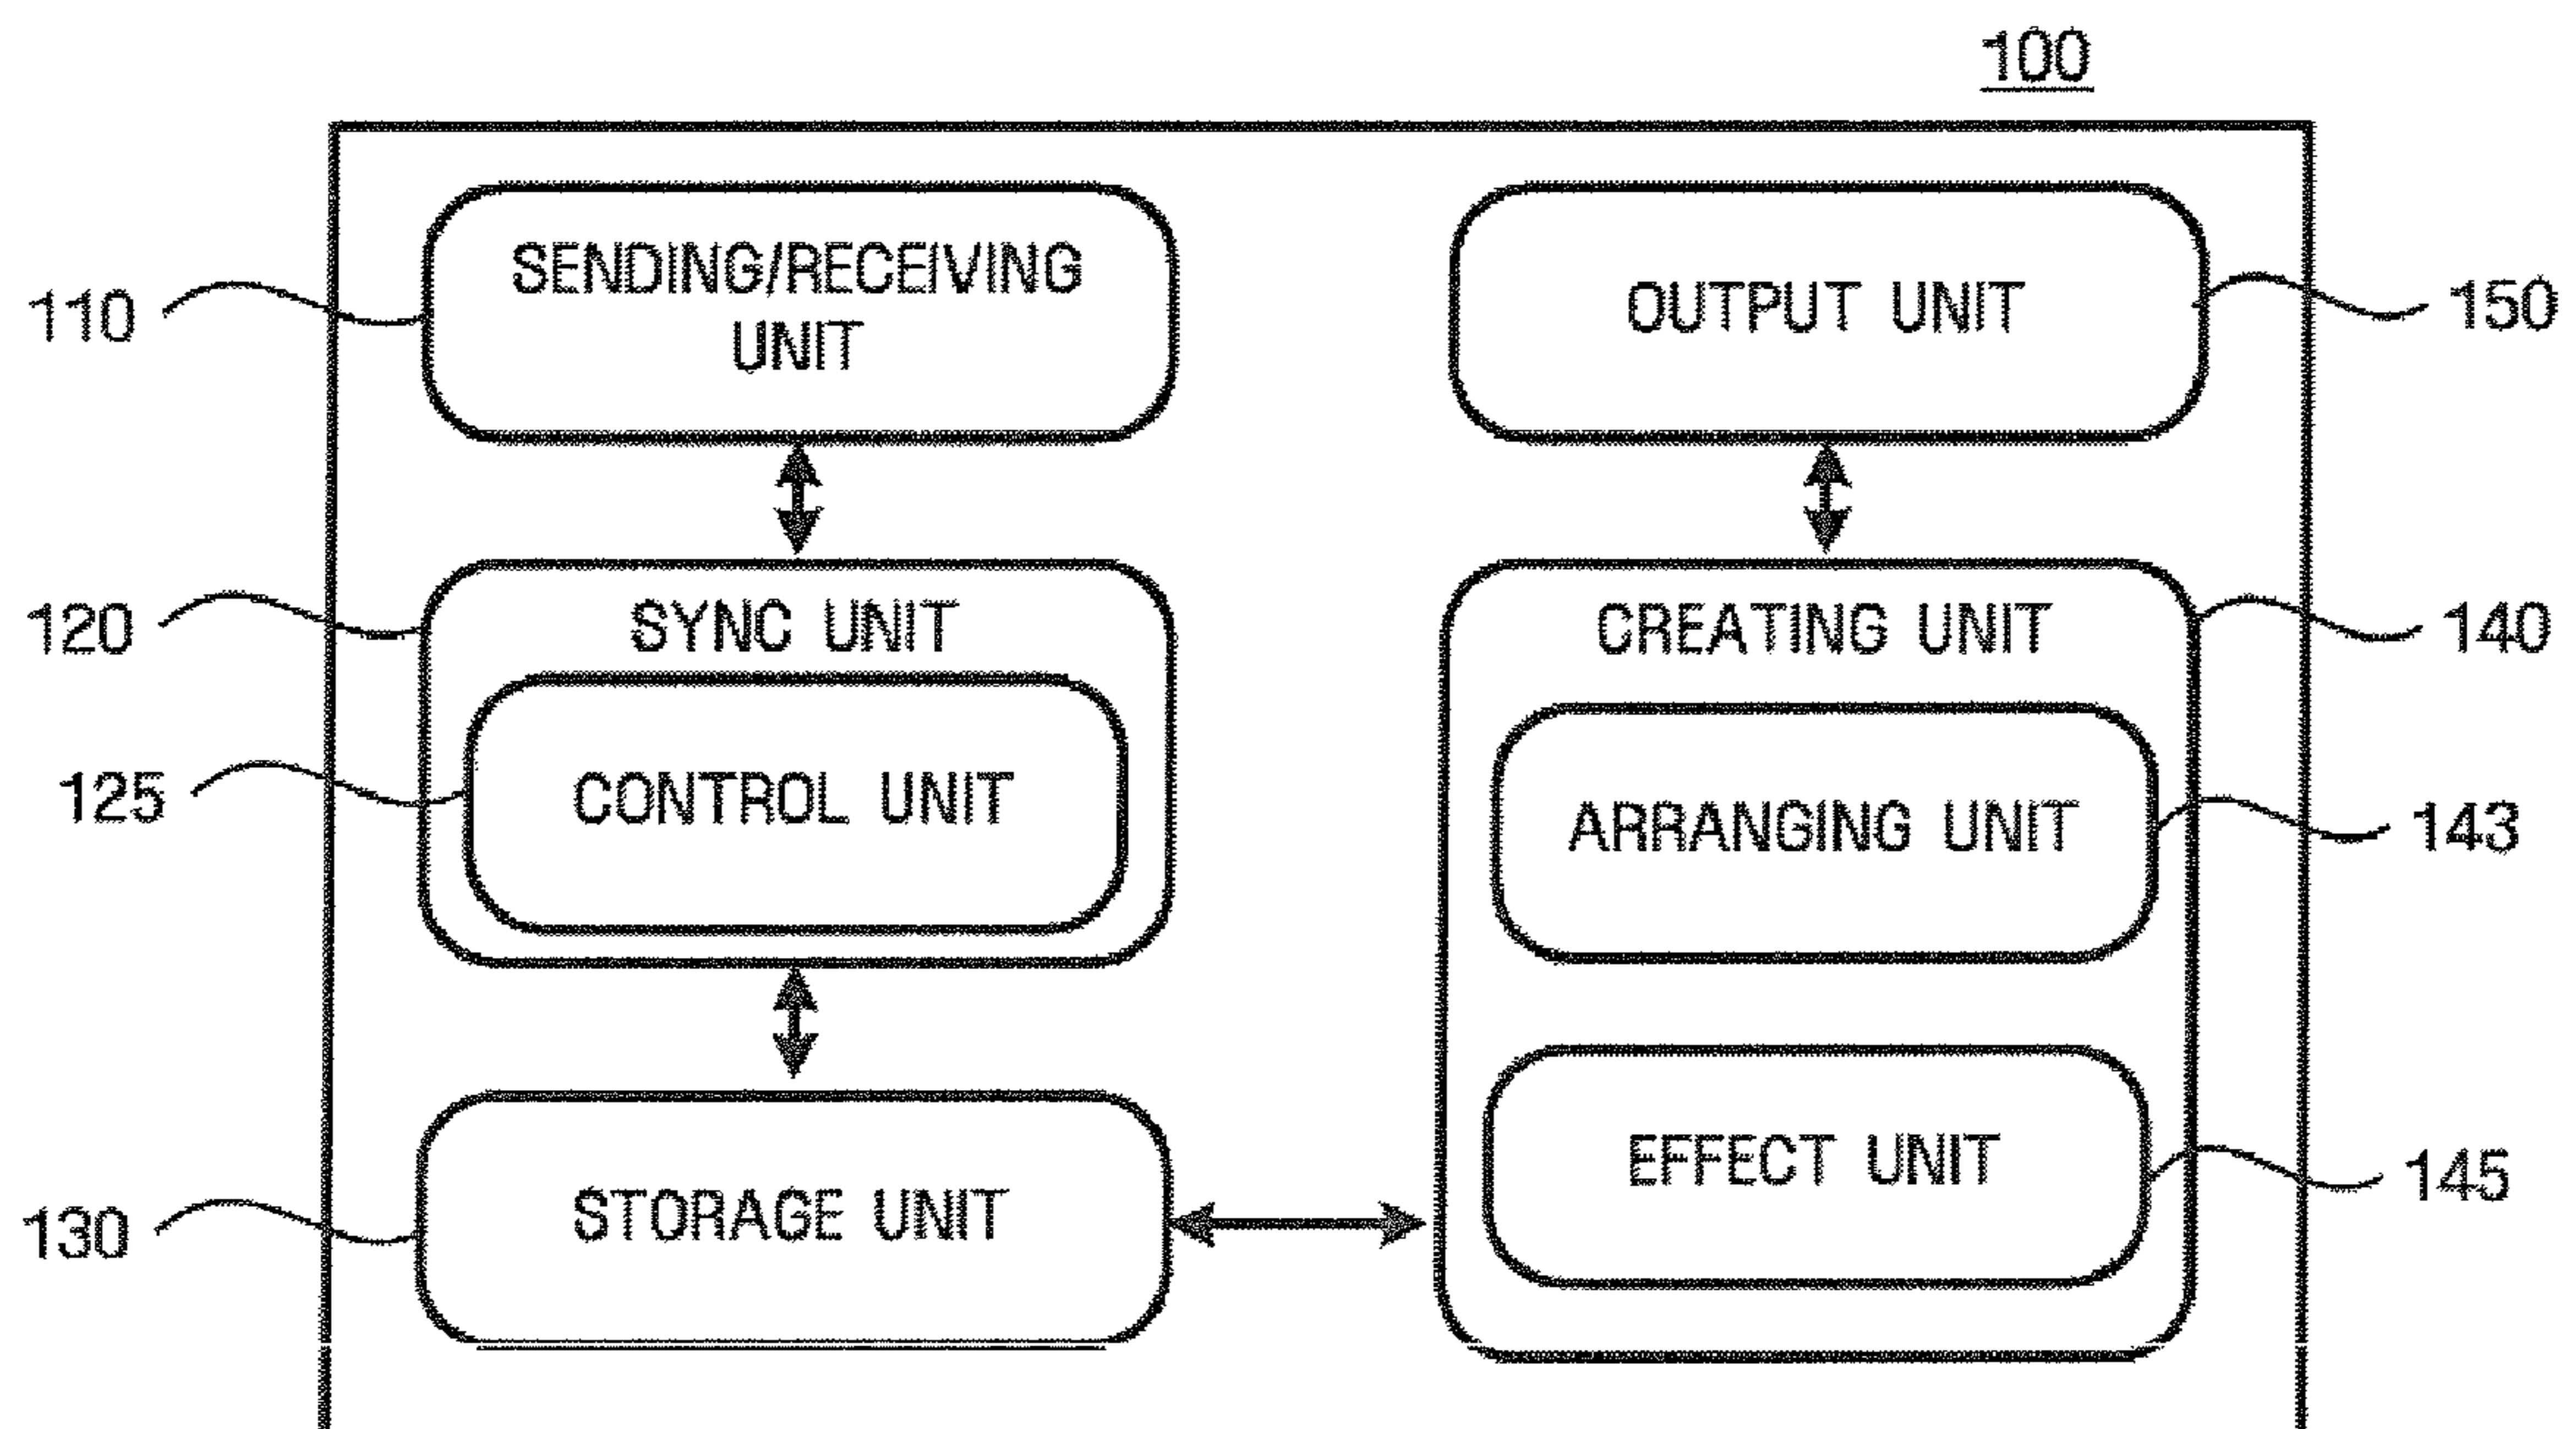 100
SENDING/RECEIVING
UNIT
110
OUTPUT UNIT
150
120
SYNC UNIT
CREATING UNIT
140
125
CONTROL UNIT
ARRANGING UNIT
143
EFFECT UNIT
145
130
STORAGE UNIT